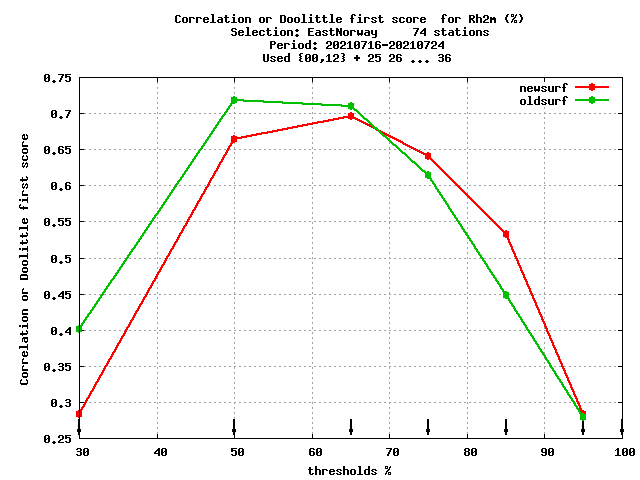 Correlation or Doolittle first score  for Rh2m (%)
Selection: EastNorway     74 stations
Period: 20210716-20210724
Used {00,12} + 25 26 ... 36
newsurf
oldsurf
Correlation or Doolittle first score
0.75
0.7
0.65
0.6
0.55
0.5
0.45
0.4
0.35
0.3
0.25
30 40 50 60 70 80 90 100
thresholds %